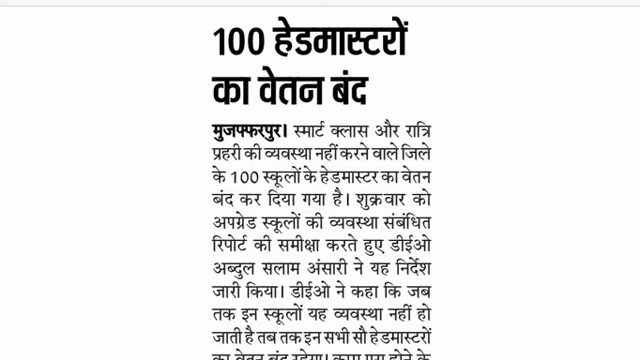 100 हेडमास्टरों
का वेतन बंद
मुजफ्फरपुर। स्मार्ट क्लास और रात्रि
प्रहरी की व्यवस्था नहीं करने वाले जिले
के 100 स्कूलों के हेडमास्टर का वेतन
बंद कर दिया गया है। शुक्रवार को
अपग्रेड स्कूलों की व्यवस्था संबंधित
रिपोर्ट की समीक्षा करते हुए डीईओ
अब्दुल सलाम अंसारी ने यह निर्देश
जारी किया। डीईओ ने कहा कि जब
तक इन स्कूलों यह व्यवस्था नहीं हो
जाती है तब तक इन सभी सौ हेडमास्टरों
का वेतन बंद रहेगा। काम पूरा होने के